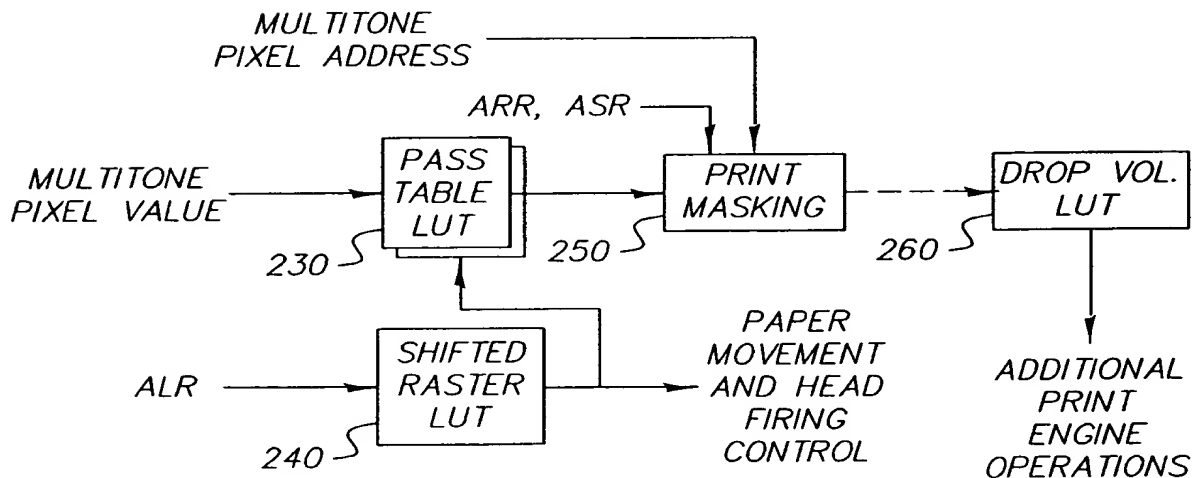 MULTITONE
PIXEL ADDRESS
ARR, ASR
MULTITONE
PIXEL VALUE
PASS
TABLE
LUT
230
PRINT
MASKING
250
DROP VOL.
LUT
260
ALR
SHIFTED
RASTER
LUT
240
PAPER
MOVEMENT
AND HEAD
FIRING
CONTROL
ADDITIONAL
PRINT
ENGINE
OPERATIONS